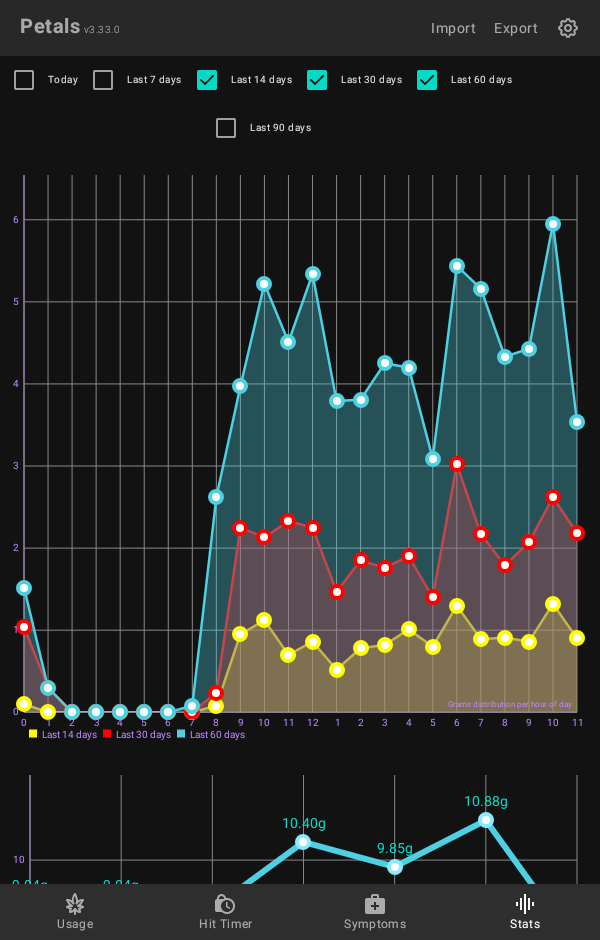 Petals v3.33.0 Import Export
Today Last 7 days Last 14 days Last 30 days Last 60 days
Last 90 days
6
5
4
3
2
1
0
Grams distribution per hour of day
0 1 2 3 4 5 6 7 8 9 10 11 12 1 2 3 4 5 6 7 8 9 10 11
Last 14 days Last 30 days Last 60 days
10.88g
10.40g
9.85g
10
Usage Hit Timer Symptoms Stats